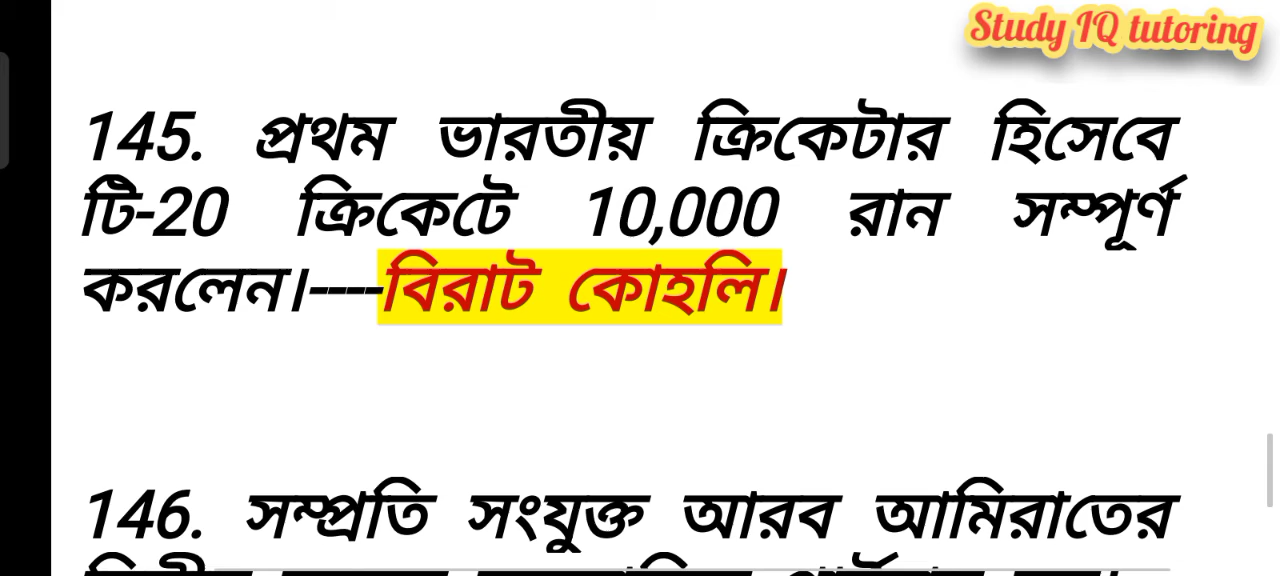 Study IQ tutoring
145. প্রথম ভারতীয় ক্রিকেটার হিসেবে
টি-20 ক্রিকেটে 10,000 রান সম্পূর্ণ
করলেন।----বিরাট কোহলি।
146. সম্প্রতি সংযুক্ত আরব আমিরাতের